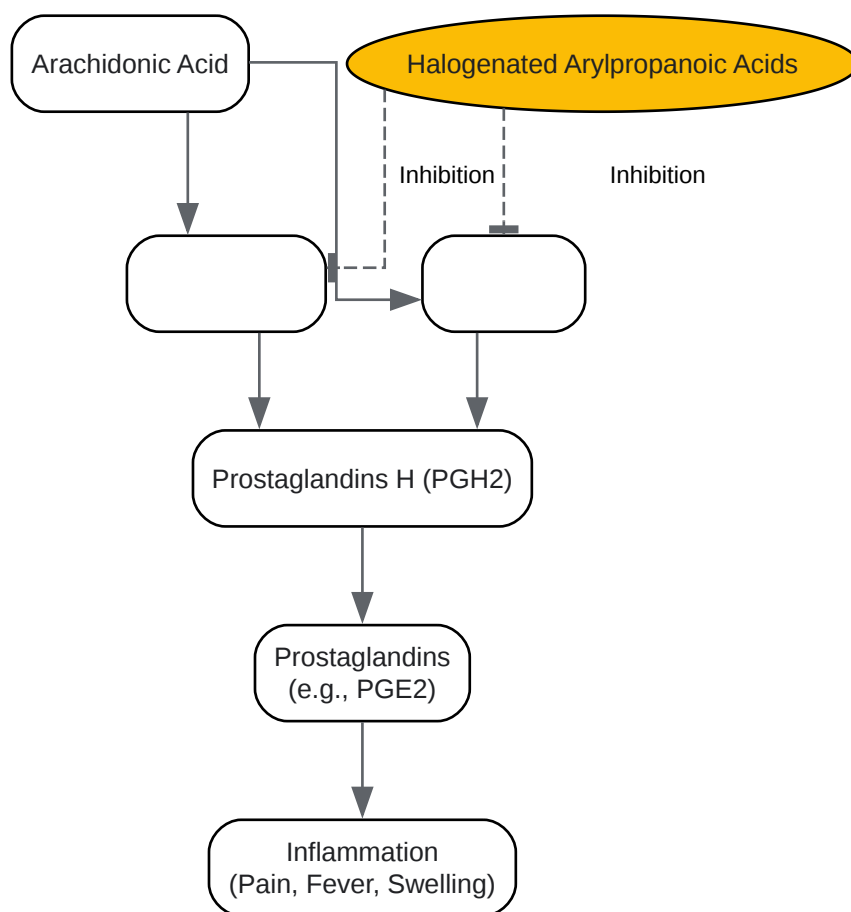 Arachidonic Acid
Halogenated Arylpropanoic Acids
Inhibition
Inhibition
Prostaglandins H (PGH2)
Prostaglandins
(e.g., PGE2)
Inflammation
(Pain, Fever, Swelling)